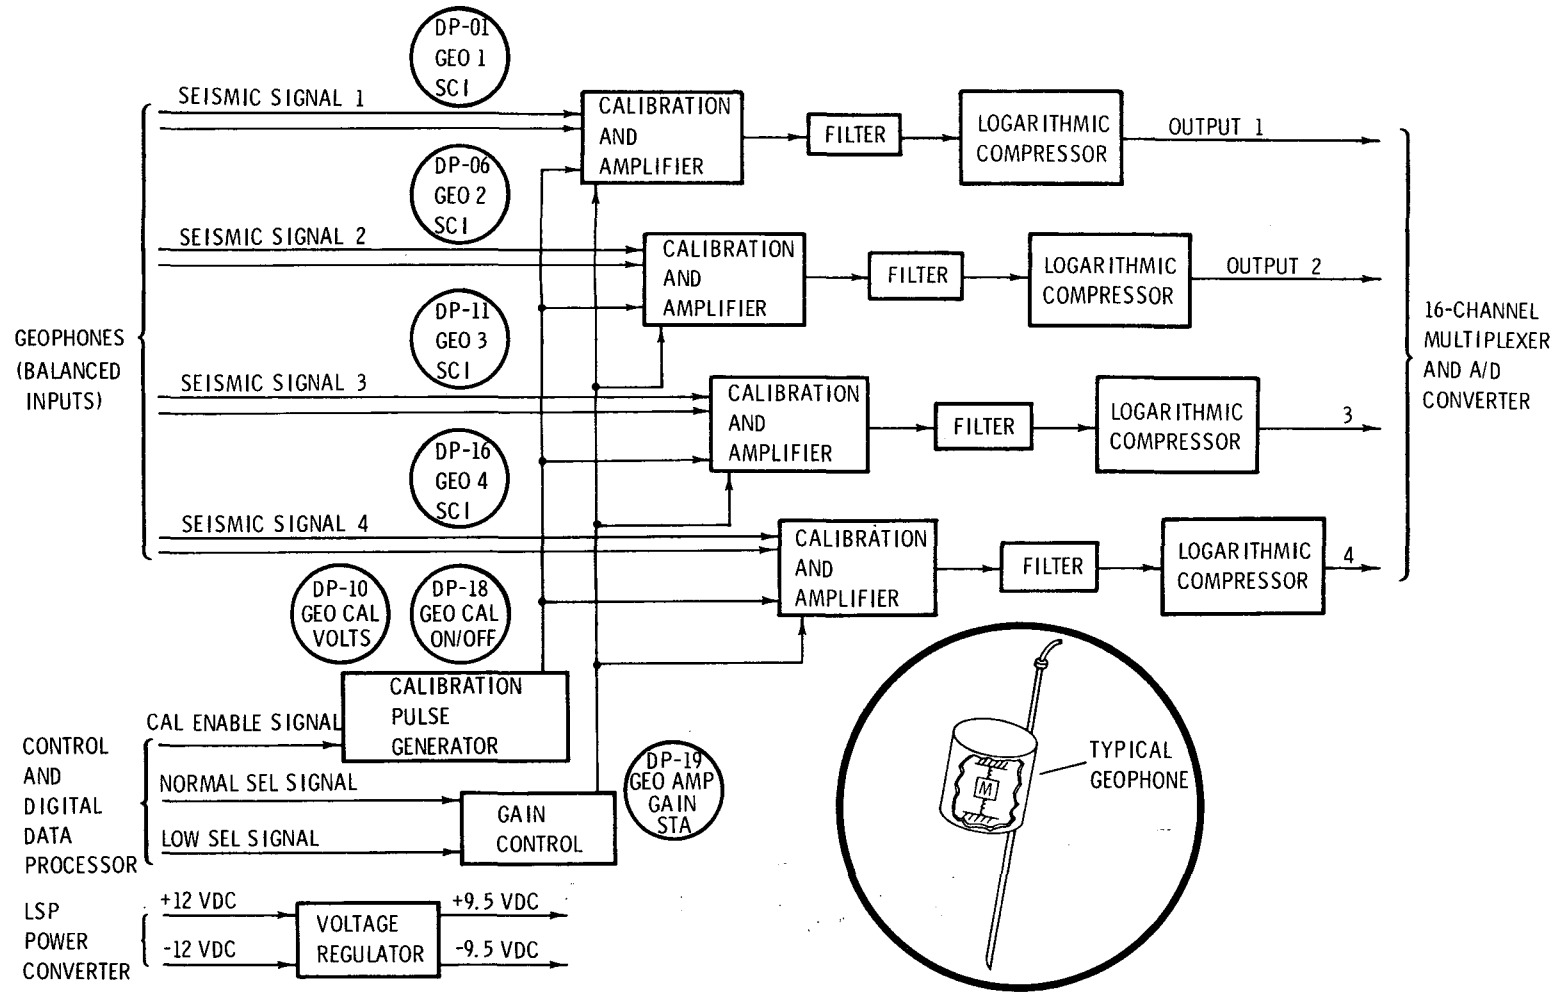 DP-01
GEO 1
SCI
SEISMIC SIGNAL 1
CALIBRATION
AND
AMPLIFIER
FILTER
LOGARITHMIC
COMPRESSOR
OUTPUT 1
DP-06
GEO 2
SCI
SEISMIC SIGNAL 2
CALIBRATION
AND
AMPLIFIER
FILTER
LOGARITHMIC
COMPRESSOR
OUTPUT 2
GEOPHONES
(BALANCED
INPUTS)
DP-11
GEO 3
SCI
SEISMIC SIGNAL 3
CALIBRATION
AND
AMPLIFIER
FILTER
LOGARITHMIC
COMPRESSOR
3
16-CHANNEL
MULTIPLEXER
AND A/D
CONVERTER
DP-16
GEO 4
SCI
SEISMIC SIGNAL 4
CALIBRATION
AND
AMPLIFIER
FILTER
LOGARITHMIC
COMPRESSOR
4
DP-10
GEO CAL
VOLTS
DP-18
GEO CAL
ON/OFF
CALIBRATION
PULSE
GENERATOR
CAL ENABLE SIGNAL
CONTROL
AND
DIGITAL
DATA
PROCESSOR
NORMAL SEL SIGNAL
LOW SEL SIGNAL
GAIN
CONTROL
DP-19
GEO AMP
GAIN
STA
TYPICAL
GEOPHONE
M
LSP
POWER
CONVERTER
+12 VDC
-12 VDC
VOLTAGE
REGULATOR
+9.5 VDC
-9.5 VDC